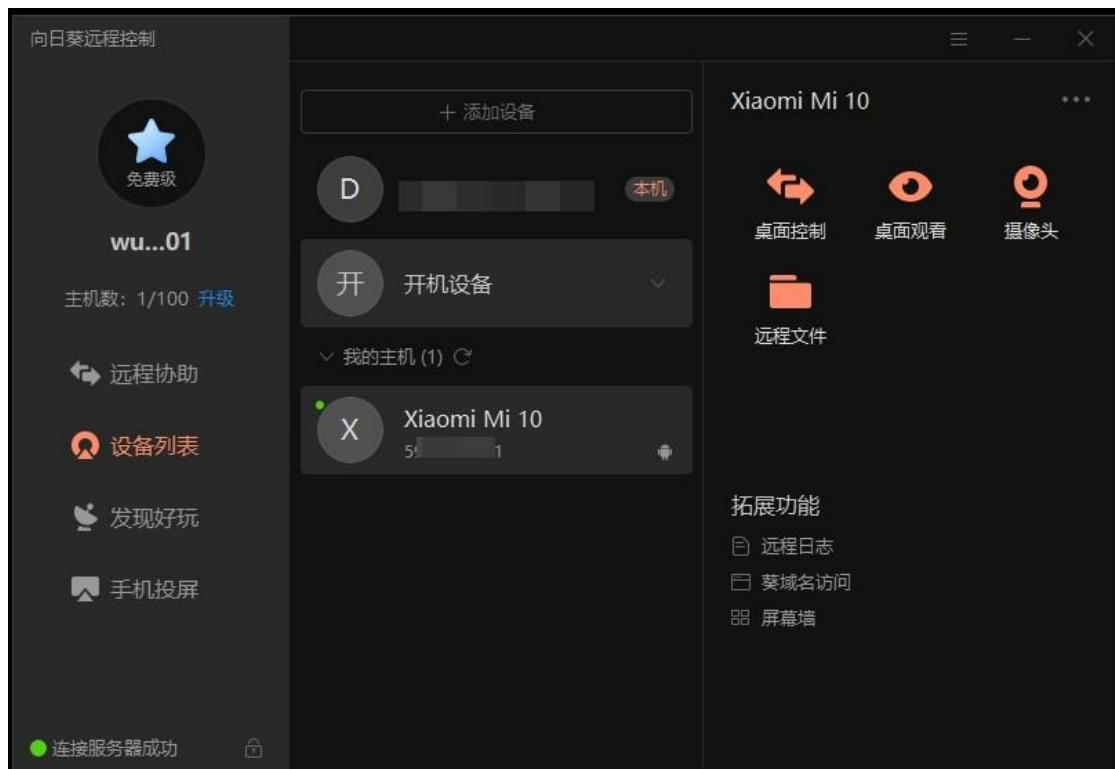 向日葵远程控制
免费级
wu...01
主机数: 1/100 升级
远程协助
设备列表
发现好玩
手机投屏
连接服务器成功
+ 添加设备
D
本机
开 开机设备
我的主机 (1)
X Xiaomi Mi 10
Xiaomi Mi 10
桌面控制 桌面观看 摄像头
远程文件
拓展功能
远程日志
葵域名访问
屏幕墙